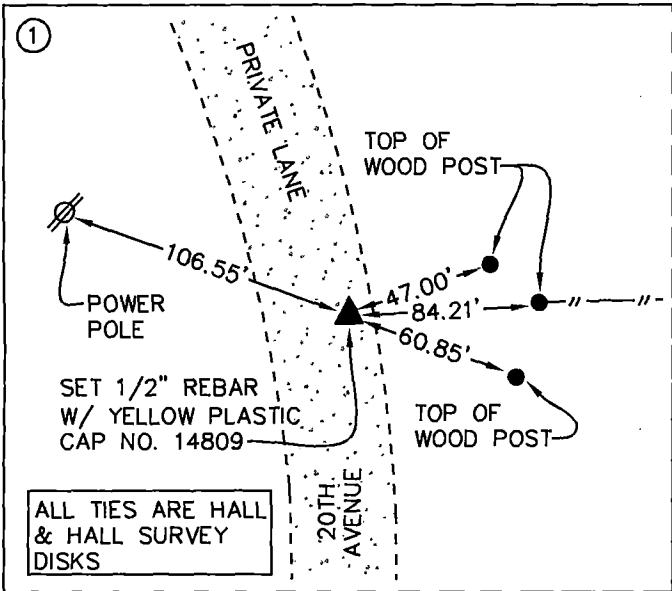 1
PRIVATE LANE
TOP OF
WOOD POST
106.55'
47.00'
84.21'
60.85'
POWER
POLE
SET 1/2" REBAR
W/ YELLOW PLASTIC
CAP NO. 14809
TOP OF
WOOD POST
20TH
AVENUE
ALL TIES ARE HALL
& HALL SURVEY
DISKS